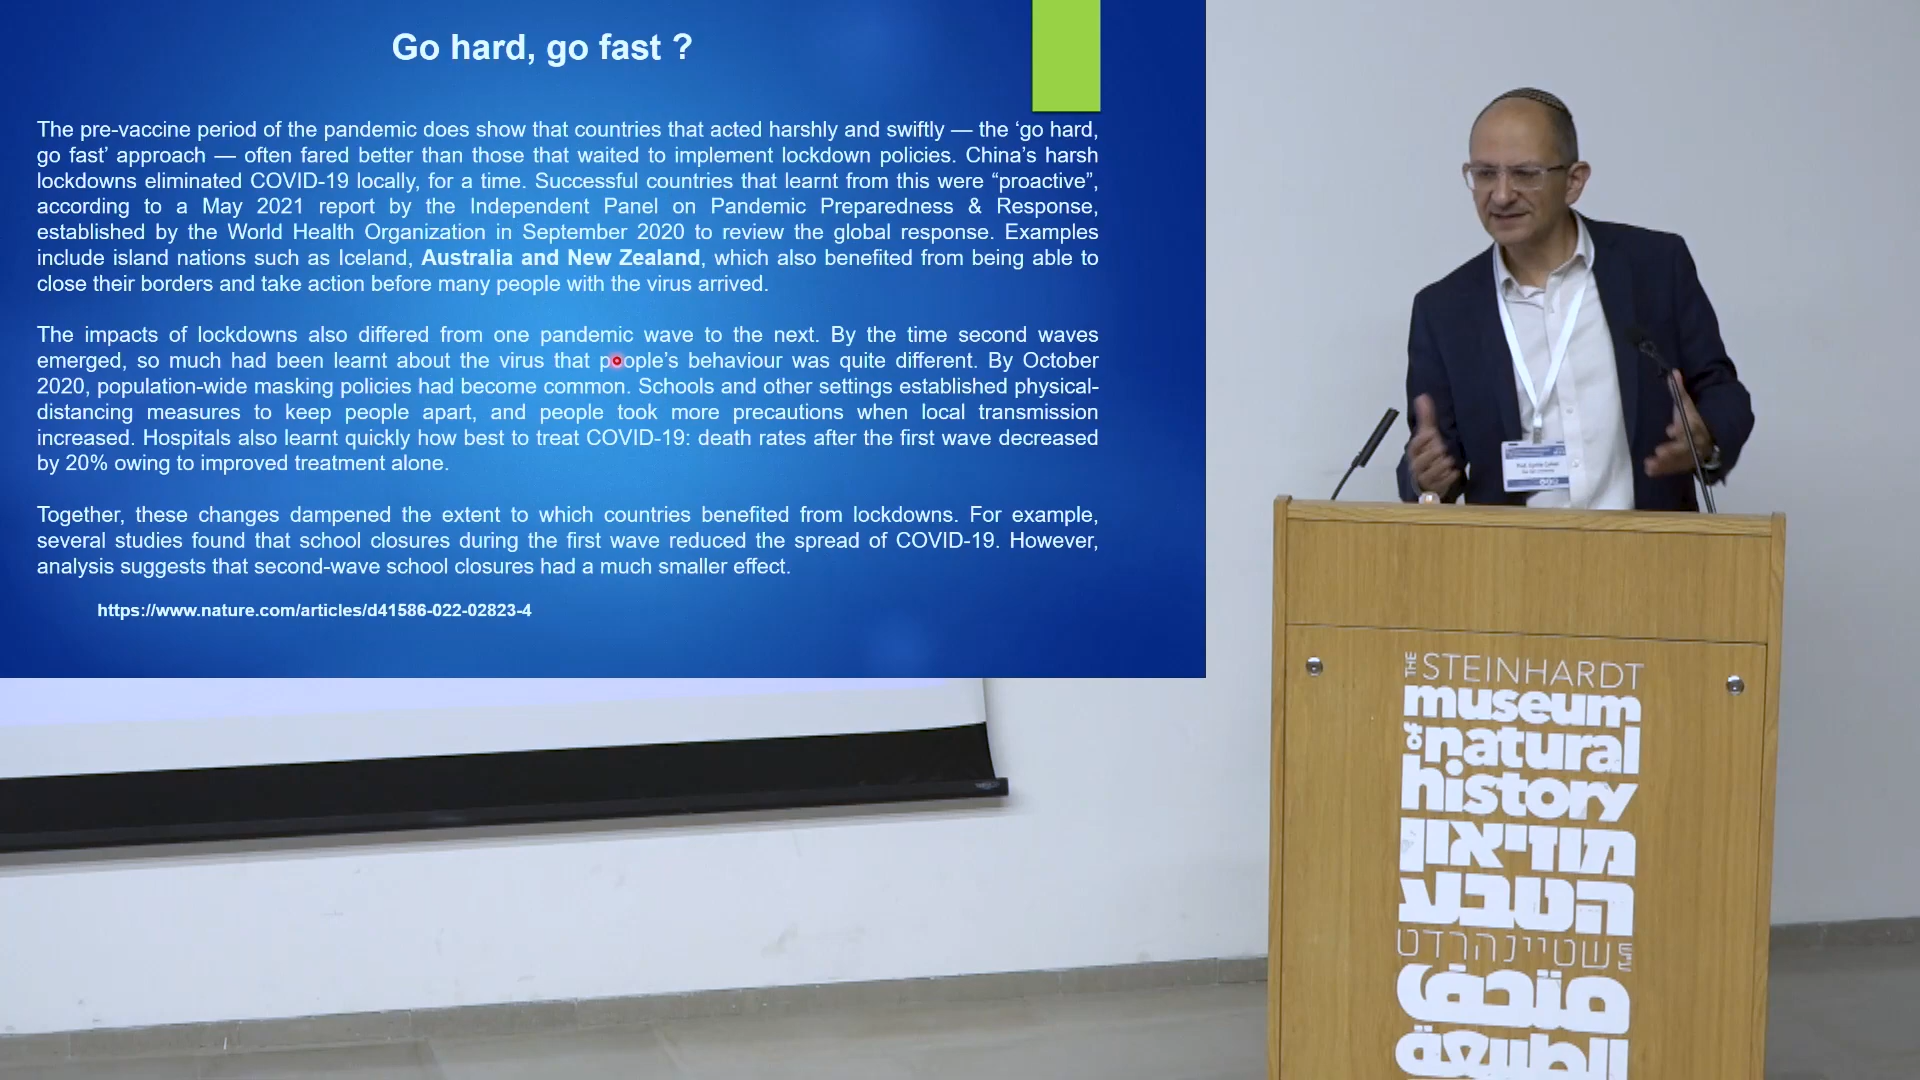 Go hard, go fast ?
The pre-vaccine period of the pandemic does show that countries that acted harshly and swiftly — the ‘go hard,
go fast’ approach — often fared better than those that waited to implement lockdown policies. China’s harsh
lockdowns eliminated COVID-19 locally, for a time. Successful countries that learnt from this were “proactive”,
according to a May 2021 report by the Independent Panel on Pandemic Preparedness & Response,
established by the World Health Organization in September 2020 to review the global response. Examples
include island nations such as Iceland, Australia and New Zealand, which also benefited from being able to
close their borders and take action before many people with the virus arrived.
The impacts of lockdowns also differed from one pandemic wave to the next. By the time second waves
emerged, so much had been learnt about the virus that people’s behaviour was quite different. By October
2020, population-wide masking policies had become common. Schools and other settings established physical-
distancing measures to keep people apart, and people took more precautions when local transmission
increased. Hospitals also learnt quickly how best to treat COVID-19: death rates after the first wave decreased
by 20% owing to improved treatment alone.
Together, these changes dampened the extent to which countries benefited from lockdowns. For example,
several studies found that school closures during the first wave reduced the spread of COVID-19. However,
analysis suggests that second-wave school closures had a much smaller effect.
https://www.nature.com/articles/d41586-022-02823-4
THE STEINHARDT
museum
of natural
history
מוזיאון
הטבע
ע״ש שטיינהרדט
متحف
الطبيعة